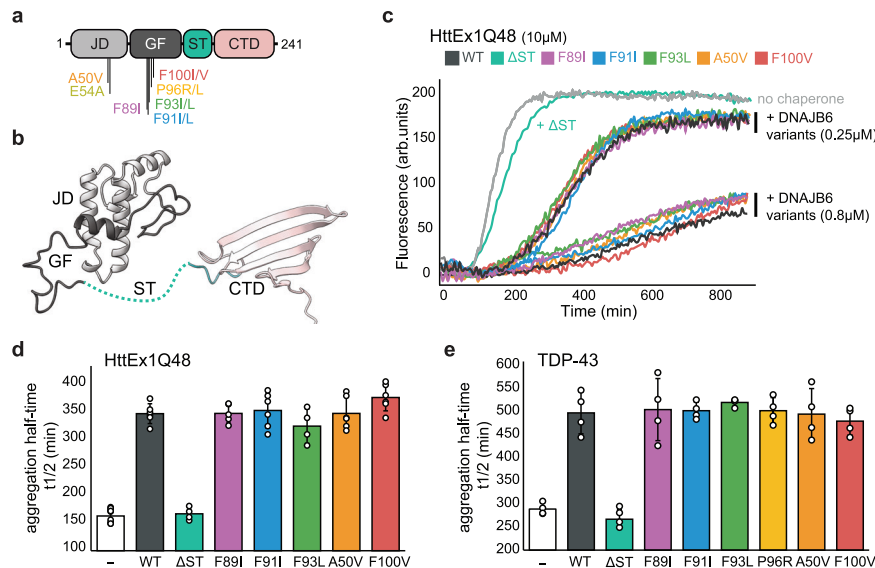 a
1
JD
GF
ST
CTD
241
A50V
E54A
F89I
F100I/V
P96R/L
F93I/L
F91I/L
b
JD
GF
ST
CTD
c
HttEx1Q48 (10μM)
WT ΔST F89I F91I F93L A50V F100V
Fluorescence (arb.units)
200
150
100
50
0
no chaperone
+ ΔST
+ DNAJB6
variants (0.25μM)
+ DNAJB6
variants (0.8μM)
0 200 400 600 800
Time (min)
d
HttEx1Q48
aggregation half-time
t1/2 (min)
400
350
300
250
200
150
100
– WT ΔST F89I F91I F93L A50V F100V
e
TDP-43
aggregation half-time
t1/2 (min)
600
550
500
450
400
350
300
250
200
– WT ΔST F89I F91I F93L P96R A50V F100V